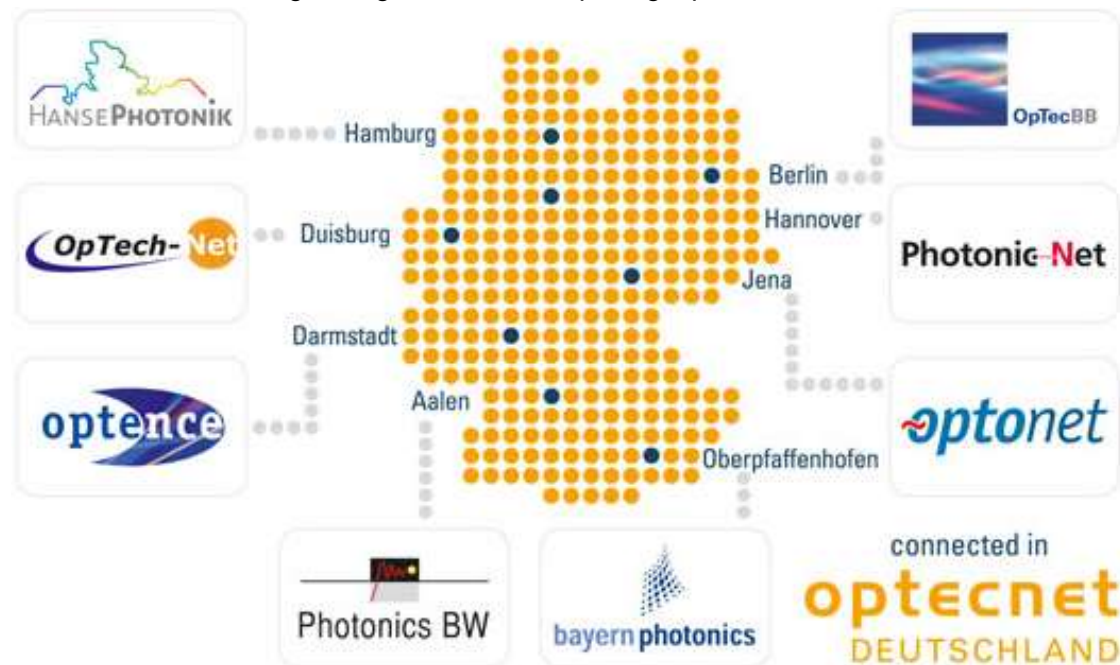 HANSEPHOTONIK
Hamburg
OpTecBB
Berlin
OpTech-Net
Duisburg
Hannover
Photonic-Net
Jena
Darmstadt
optence
Aalen
optonet
Oberpfaffenhofen
Photonics BW
bayern photonics
connected in
optecnet
DEUTSCHLAND